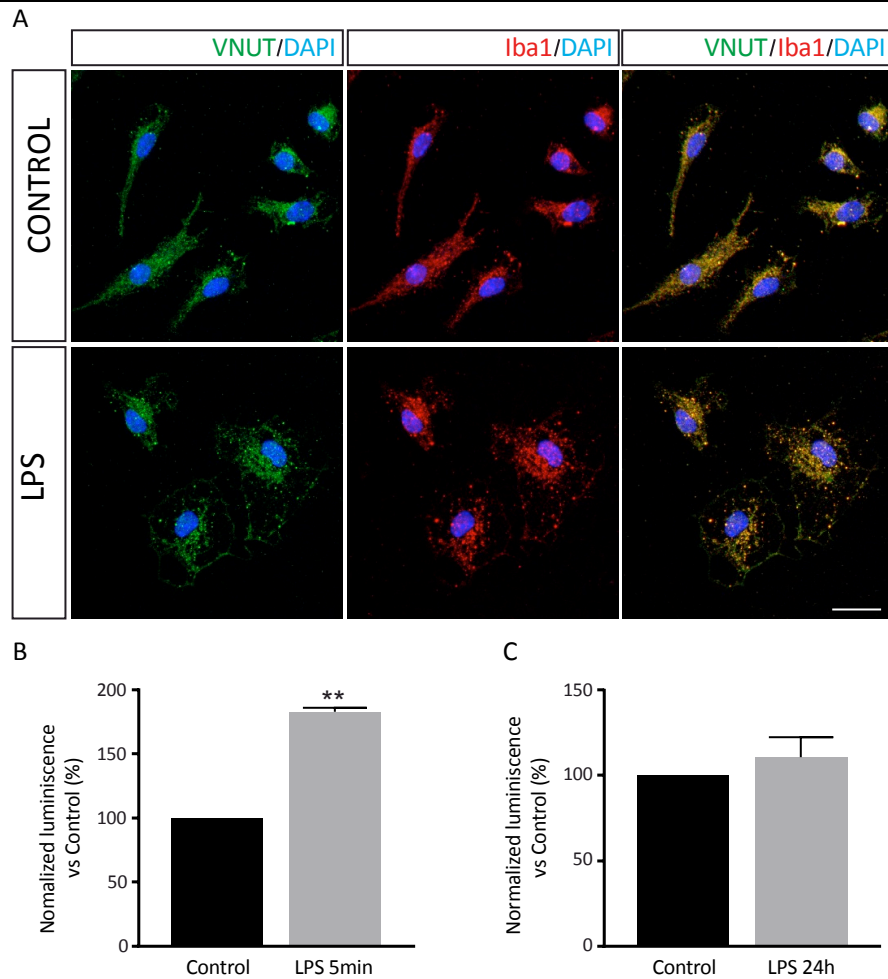 A
VNUT/DAPI
Iba1/DAPI
VNUT/Iba1/DAPI
CONTROL
LPS
B
Nomalized luminiscence
vs Control (%)
200
150
100
50
0
**
Control
LPS 5min
C
Normalized luminiscence
vs Control (%)
150
100
50
0
Control
LPS 24h